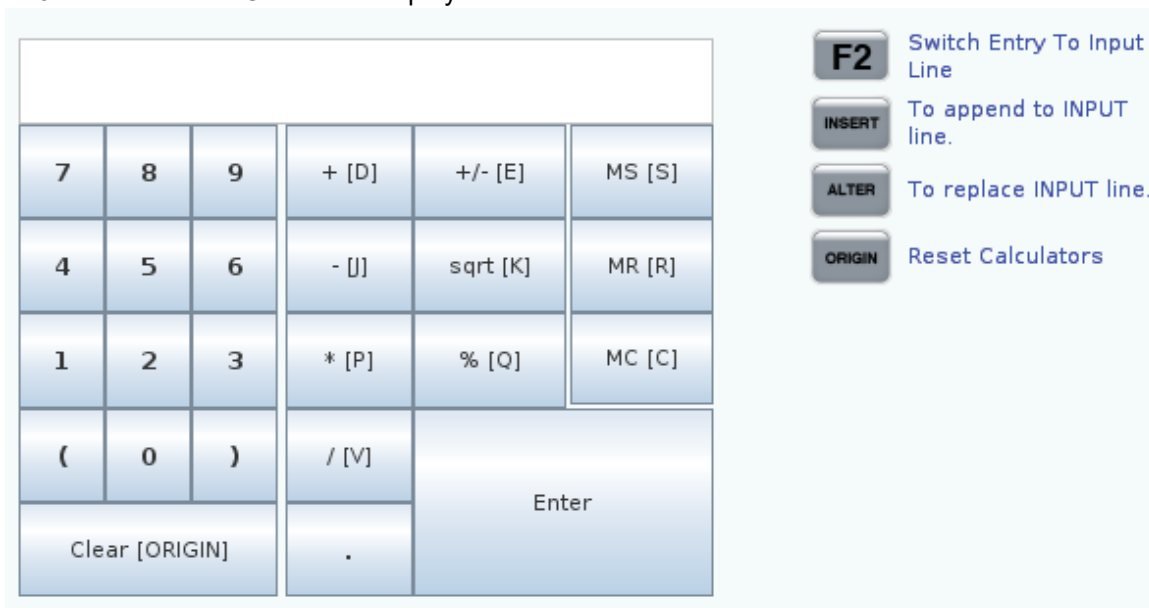 7 8 9 + [D] +/- [E] MS [S]
4 5 6 - [J] sqrt [K] MR [R]
1 2 3 * [P] % [Q] MC [C]
( 0 ) / [V]
Enter
Clear [ORIGIN] .
F2 Switch Entry To Input
Line
INSERT To append to INPUT
line.
ALTER To replace INPUT line.
ORIGIN Reset Calculators